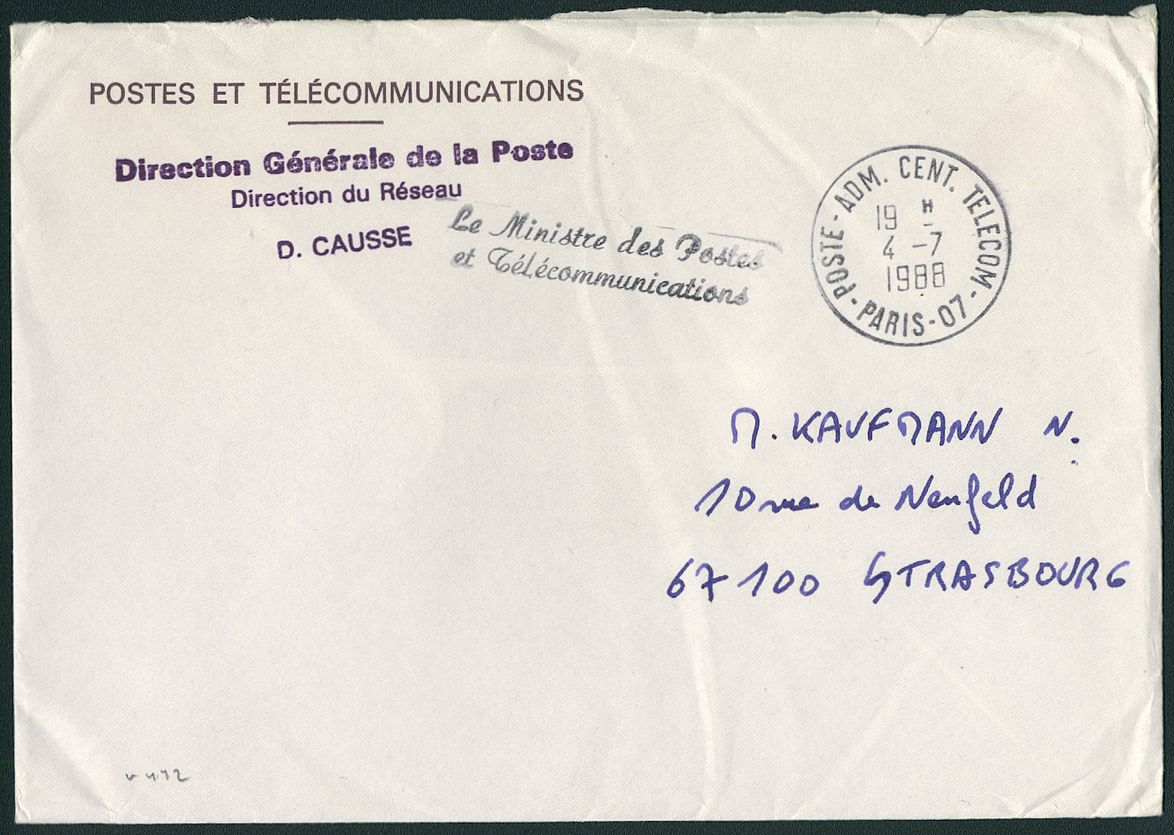 POSTES ET TÉLÉCOMMUNICATIONS
Direction Générale de la Poste
Direction du Réseau
D. CAUSSE
Le Ministre des Postes
et Télécommunications
POSTE - ADM. CENT. TELECOM - PARIS - 07 -
19 H
4 -7
1988
M. KAUFMANN N.
10 rue de Neufeld
67100 STRASBOURG